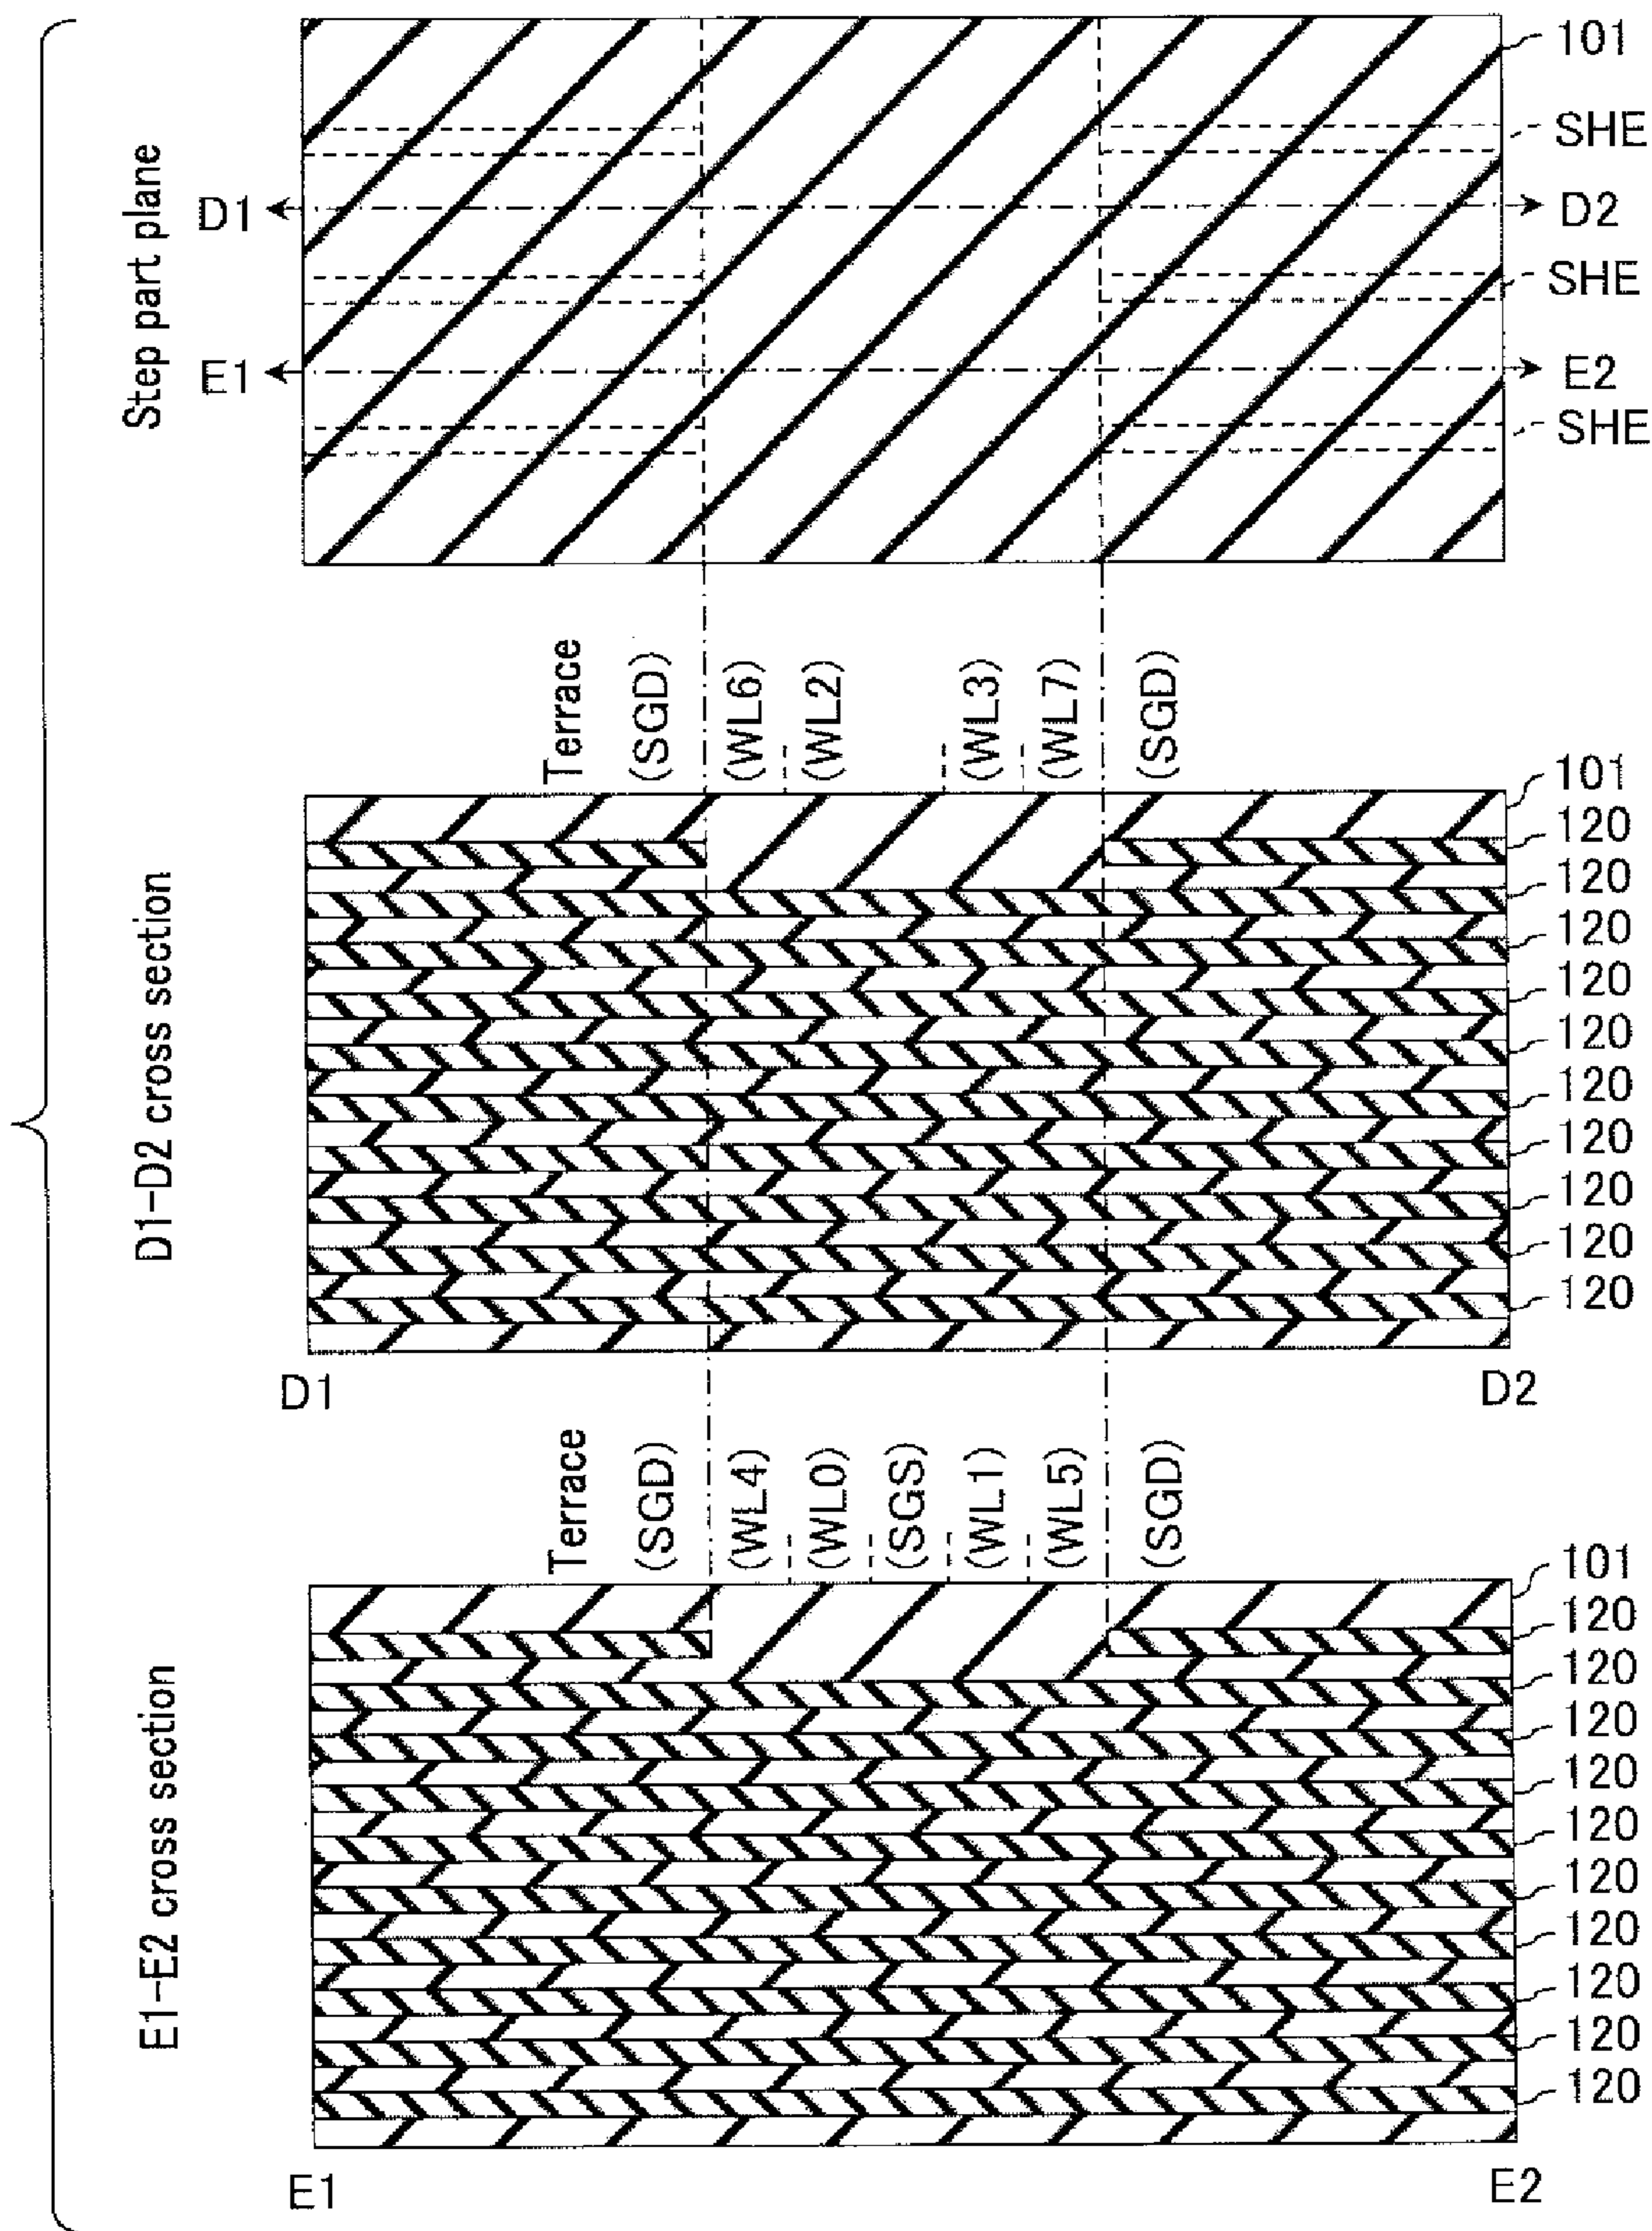 Step part plane
101
SHE
D1
D2
SHE
E1
E2
SHE
D1-D2 cross section
Terrace
(SGD)
(WL6)
(WL2)
(WL3)
(WL7)
(SGD)
101
120
120
120
120
120
120
120
120
120
120
D1
D2
E1-E2 cross section
Terrace
(SGD)
(WL4)
(WL0)
(SGS)
(WL1)
(WL5)
(SGD)
101
120
120
120
120
120
120
120
120
120
120
E1
E2